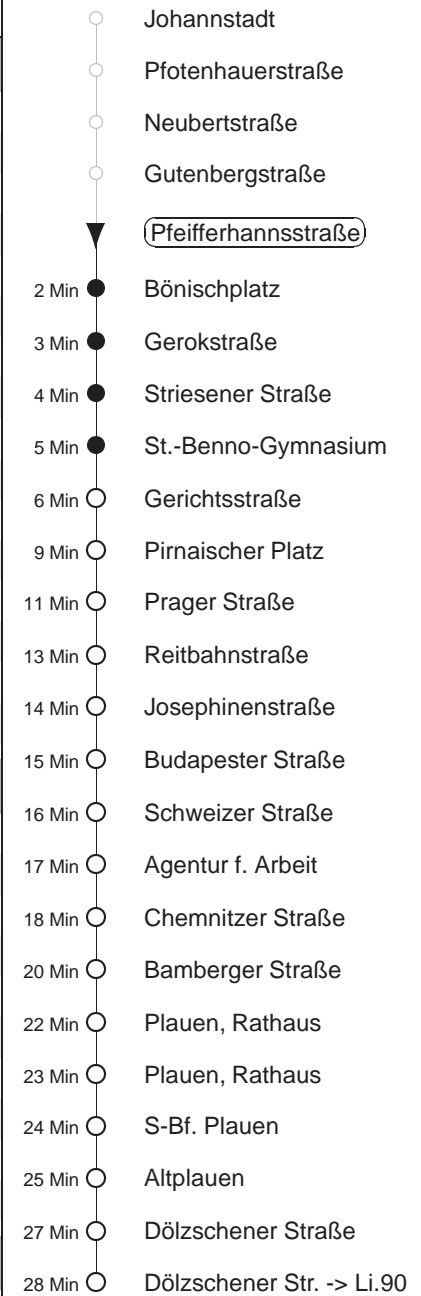 Johannstadt
Pfotenhauerstraße
Neubertstraße
Gutenbergstraße
Pfeifferhannsstraße
2 Min Bönischplatz
3 Min Gerokstraße
4 Min Striesener Straße
5 Min St.-Benno-Gymnasium
6 Min Gerichtsstraße
9 Min Pirnaischer Platz
11 Min Prager Straße
13 Min Reitbahnstraße
14 Min Josephinenstraße
15 Min Budapester Straße
16 Min Schweizer Straße
17 Min Agentur f. Arbeit
18 Min Chemnitzer Straße
20 Min Bamberger Straße
22 Min Plauen, Rathaus
23 Min Plauen, Rathaus
24 Min S-Bf. Plauen
25 Min Altplauen
27 Min Dölzschener Straße
28 Min Dölzschener Str. -> Li.90